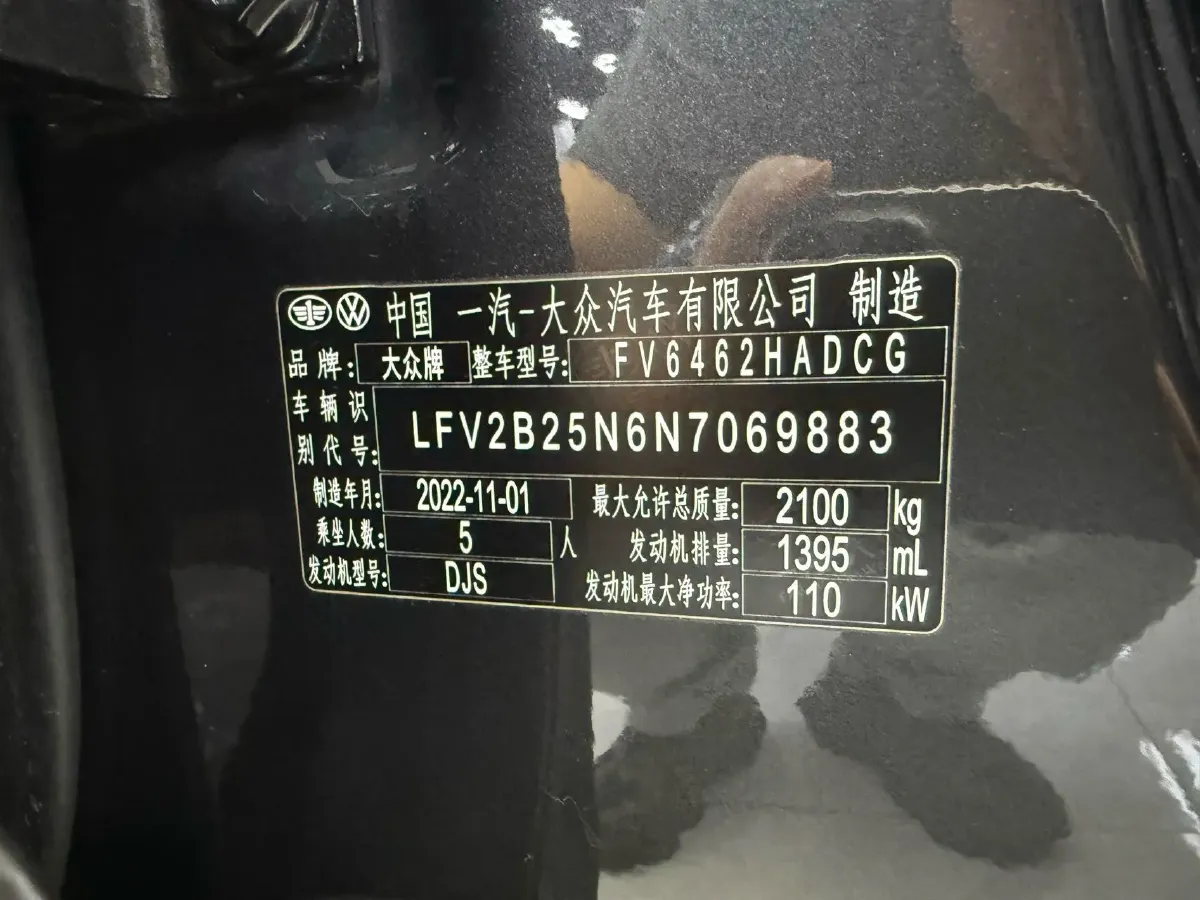 中国 一汽-大众汽车有限公司 制造
品牌: 大众牌 整车型号: FV6462HADCG
车辆识别代号: LFV2B25N6N7069883
制造年月: 2022-11-01 最大允许总质量: 2100 kg
乘坐人数: 5 人 发动机排量: 1395 mL
发动机型号: DJS 发动机最大净功率: 110 kW